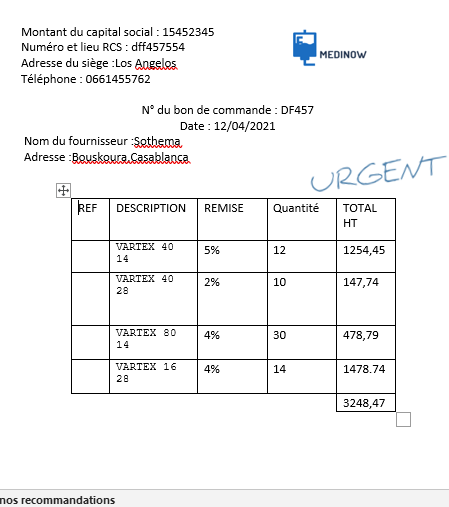 Montant du capital social : 15452345
Numéro et lieu RCS : dff457554
Adresse du siège :Los Angelos
Téléphone : 0661455762
MEDINOW
N° du bon de commande : DF457
Date : 12/04/2021
Nom du fournisseur :Sothema
Adresse :Bouskoura,Casablanca
URGENT
REF DESCRIPTION REMISE Quantité TOTAL
HT
VARTEX 40 5% 12 1254,45
14
VARTEX 40 2% 10 147,74
28
VARTEX 80 4% 30 478,79
14
VARTEX 16 4% 14 1478.74
28
3248,47
nos recommandations